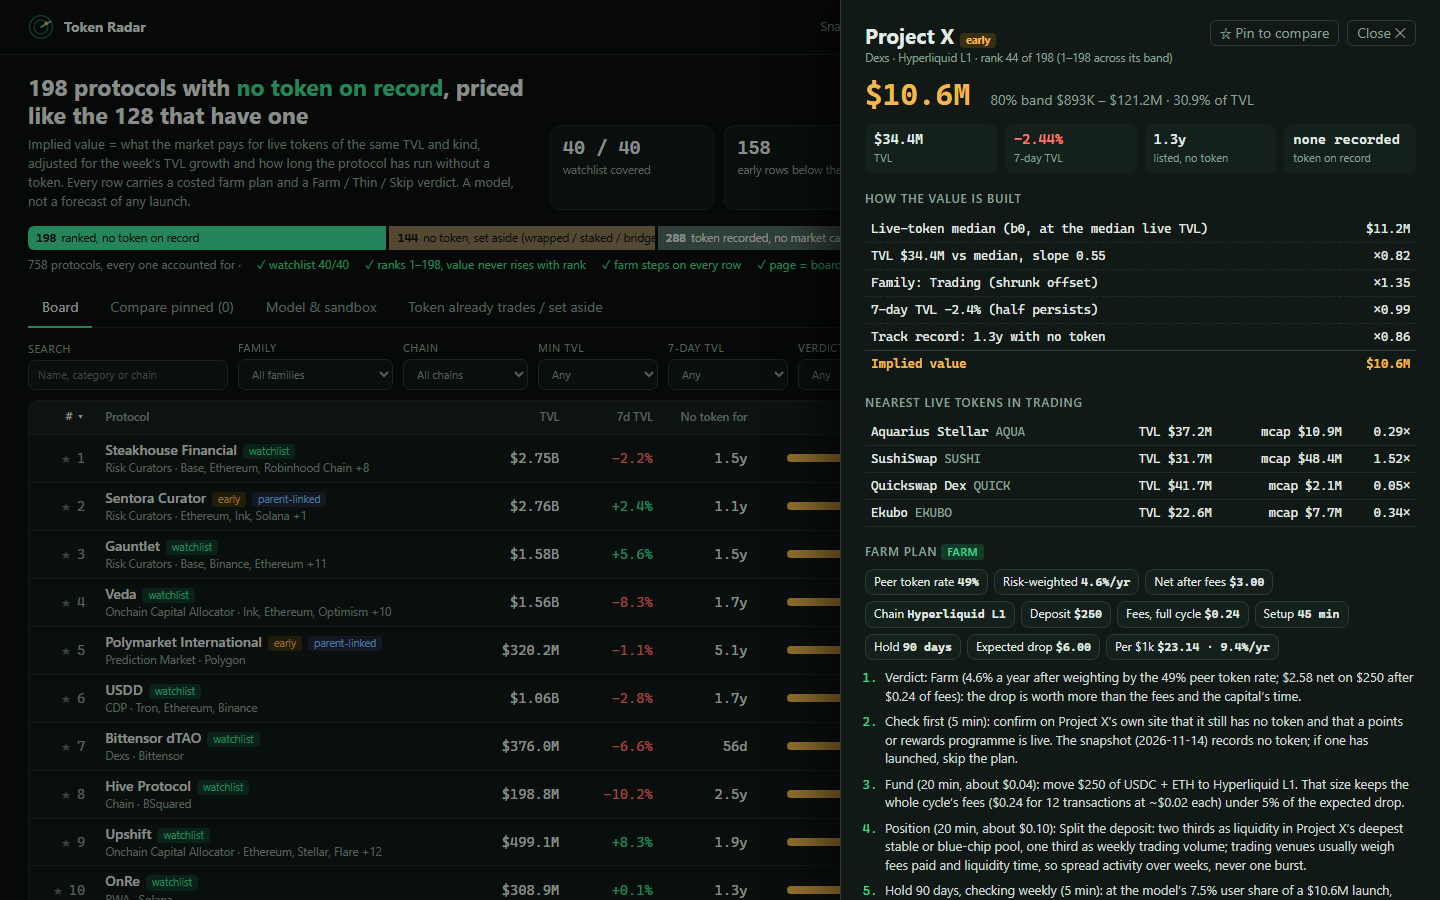 Token Radar
Sna
198 protocols with no token on record, priced
like the 128 that have one
Implied value = what the market pays for live tokens of the same TVL and kind,
adjusted for the week's TVL growth and how long the protocol has run without a
token. Every row carries a costed farm plan and a Farm / Thin / Skip verdict. A model,
not a forecast of any launch.
40 / 40
watchlist covered
158
early rows below the
198 ranked, no token on record
144 no token, set aside (wrapped / staked / bridge
288 token recorded, no market ca
758 protocols, every one accounted for · ✓ watchlist 40/40 ✓ ranks 1–198, value never rises with rank ✓ farm steps on every row ✓ page = board
Board Compare pinned (0) Model & sandbox Token already trades / set aside
SEARCH FAMILY CHAIN MIN TVL 7-DAY TVL VERDIC
Name, category or chain All families All chains Any Any Any
# ▾ Protocol TVL 7d TVL No token for
★ 1 Steakhouse Financial watchlist $2.75B −2.2% 1.5y
Risk Curators · Base, Ethereum, Robinhood Chain +8
★ 2 Sentora Curator early parent-linked $2.76B +2.4% 1.1y
Risk Curators · Ethereum, Ink, Solana +1
★ 3 Gauntlet watchlist $1.58B +5.6% 1.5y
Risk Curators · Base, Binance, Ethereum +11
★ 4 Veda watchlist $1.56B −8.3% 1.7y
Onchain Capital Allocator · Ink, Ethereum, Optimism +10
★ 5 Polymarket International early parent-linked $320.2M −1.1% 5.1y
Prediction Market · Polygon
★ 6 USDD watchlist $1.06B −2.8% 1.7y
CDP · Tron, Ethereum, Binance
★ 7 Bittensor dTAO watchlist $376.0M −6.6% 56d
Dexs · Bittensor
★ 8 Hive Protocol watchlist $198.8M −10.2% 2.5y
Chain · BSquared
★ 9 Upshift watchlist $499.1M +8.3% 1.9y
Onchain Capital Allocator · Ethereum, Stellar, Flare +12
★ 10 OnRe watchlist $308.9M +0.1% 1.3y
RWA · Solana
Project X early
☆ Pin to compare
Close ✕
Dexs · Hyperliquid L1 · rank 44 of 198 (1–198 across its band)
$10.6M 80% band $893K – $121.2M · 30.9% of TVL
$34.4M
TVL
−2.44%
7-day TVL
1.3y
listed, no token
none recorded
token on record
HOW THE VALUE IS BUILT
Live-token median (b0, at the median live TVL) $11.2M
TVL $34.4M vs median, slope 0.55 ×0.82
Family: Trading (shrunk offset) ×1.35
7-day TVL −2.4% (half persists) ×0.99
Track record: 1.3y with no token ×0.86
Implied value $10.6M
NEAREST LIVE TOKENS IN TRADING
Aquarius Stellar AQUA TVL $37.2M mcap $10.9M 0.29×
SushiSwap SUSHI TVL $31.7M mcap $48.4M 1.52×
Quickswap Dex QUICK TVL $41.7M mcap $2.1M 0.05×
Ekubo EKUBO TVL $22.6M mcap $7.7M 0.34×
FARM PLAN FARM
Peer token rate 49% Risk-weighted 4.6%/yr Net after fees $3.00
Chain Hyperliquid L1 Deposit $250 Fees, full cycle $0.24 Setup 45 min
Hold 90 days Expected drop $6.00 Per $1k $23.14 · 9.4%/yr
1. Verdict: Farm (4.6% a year after weighting by the 49% peer token rate; $2.58 net on $250 after
$0.24 of fees): the drop is worth more than the fees and the capital's time.
2. Check first (5 min): confirm on Project X's own site that it still has no token and that a points
or rewards programme is live. The snapshot (2026-11-14) records no token; if one has
launched, skip the plan.
3. Fund (20 min, about $0.04): move $250 of USDC + ETH to Hyperliquid L1. That size keeps the
whole cycle's fees ($0.24 for 12 transactions at ~$0.02 each) under 5% of the expected drop.
4. Position (20 min, about $0.10): Split the deposit: two thirds as liquidity in Project X's deepest
stable or blue-chip pool, one third as weekly trading volume; trading venues usually weigh
fees paid and liquidity time, so spread activity over weeks, never one burst.
5. Hold 90 days, checking weekly (5 min): at the model's 7.5% user share of a $10.6M launch,